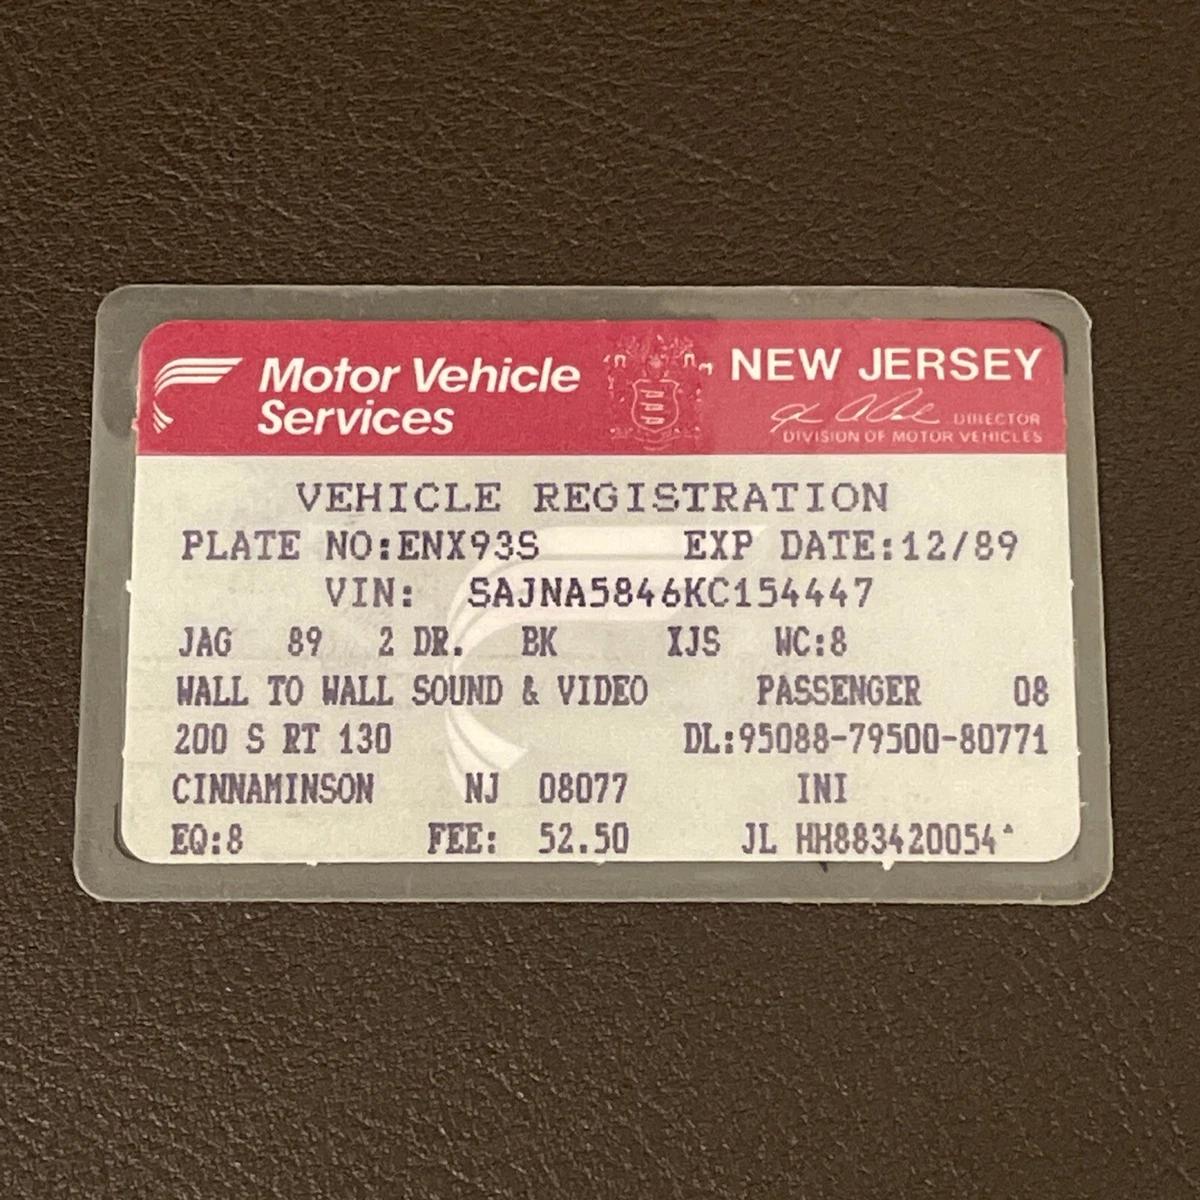 Motor Vehicle Services
NEW JERSEY
DIRECTOR
DIVISION OF MOTOR VEHICLES
VEHICLE REGISTRATION
PLATE NO:ENX93S EXP DATE:12/89
VIN: SAJNA5846KC154447
JAG 89 2 DR. BK XJS WC:8
WALL TO WALL SOUND & VIDEO PASSENGER 08
200 S RT 130 DL:95088-79500-80771
CINNAMINSON NJ 08077 INI
EQ:8 FEE: 52.50 JL HH883420054